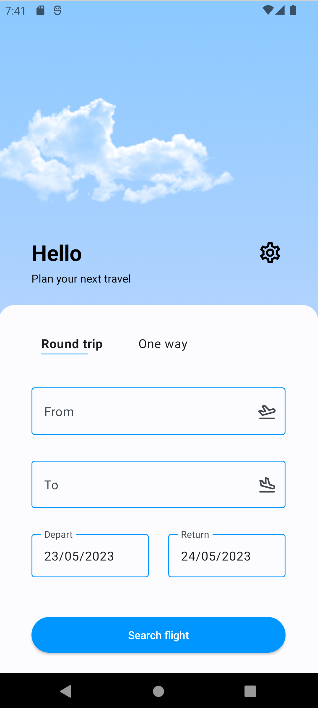 7:41
Hello
Plan your next travel
Round trip One way
From
To
Depart Return
23/05/2023 24/05/2023
Search flight